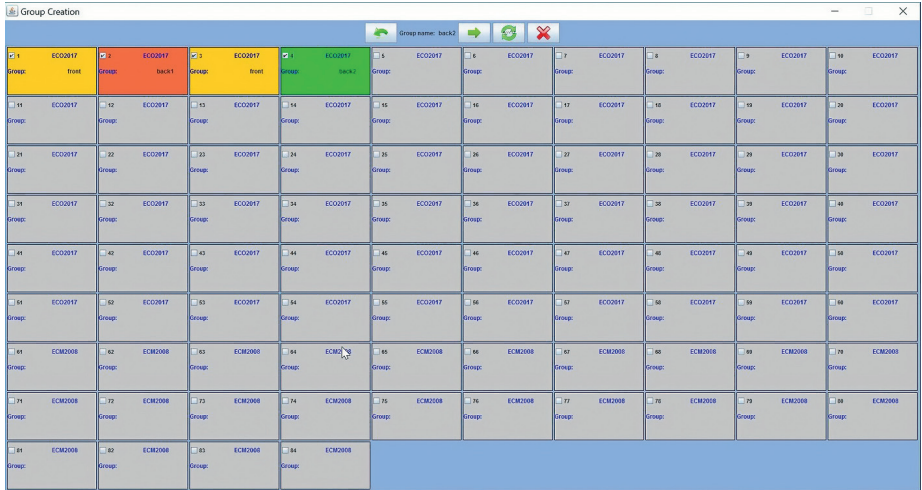 Group Creation
Group name: back2
1 ECO2017 2 ECO2017 3 ECO2017 4 ECO2017 5 ECO2017 6 ECO2017 7 ECO2017 8 ECO2017 9 ECO2017 10 ECO2017
Group: front Group: back1 Group: front Group: back2 Group: Group: Group: Group: Group: Group:
11 ECO2017 12 ECO2017 13 ECO2017 14 ECO2017 15 ECO2017 16 ECO2017 17 ECO2017 18 ECO2017 19 ECO2017 20 ECO2017
Group: Group: Group: Group: Group: Group: Group: Group: Group: Group:
21 ECO2017 22 ECO2017 23 ECO2017 24 ECO2017 25 ECO2017 26 ECO2017 27 ECO2017 28 ECO2017 29 ECO2017 30 ECO2017
Group: Group: Group: Group: Group: Group: Group: Group: Group: Group:
31 ECO2017 32 ECO2017 33 ECO2017 34 ECO2017 35 ECO2017 36 ECO2017 37 ECO2017 38 ECO2017 39 ECO2017 40 ECO2017
Group: Group: Group: Group: Group: Group: Group: Group: Group: Group:
41 ECO2017 42 ECO2017 43 ECO2017 44 ECO2017 45 ECO2017 46 ECO2017 47 ECO2017 48 ECO2017 49 ECO2017 50 ECO2017
Group: Group: Group: Group: Group: Group: Group: Group: Group: Group:
51 ECO2017 52 ECO2017 53 ECO2017 54 ECO2017 55 ECO2017 56 ECO2017 57 ECO2017 58 ECO2017 59 ECO2017 60 ECO2017
Group: Group: Group: Group: Group: Group: Group: Group: Group: Group:
61 ECM2008 62 ECM2008 63 ECM2008 64 65 ECM2008 66 ECM2008 67 ECM2008 68 ECM2008 69 ECM2008 70 ECM2008
Group: Group: Group: Group: Group: Group: Group: Group: Group: Group:
71 ECM2008 72 ECM2008 73 ECM2008 74 ECM2008 75 ECM2008 76 ECM2008 77 ECM2008 78 ECM2008 79 ECM2008 80 ECM2008
Group: Group: Group: Group: Group: Group: Group: Group: Group: Group:
81 ECM2008 82 ECM2008 83 ECM2008 84 ECM2008
Group: Group: Group: Group: